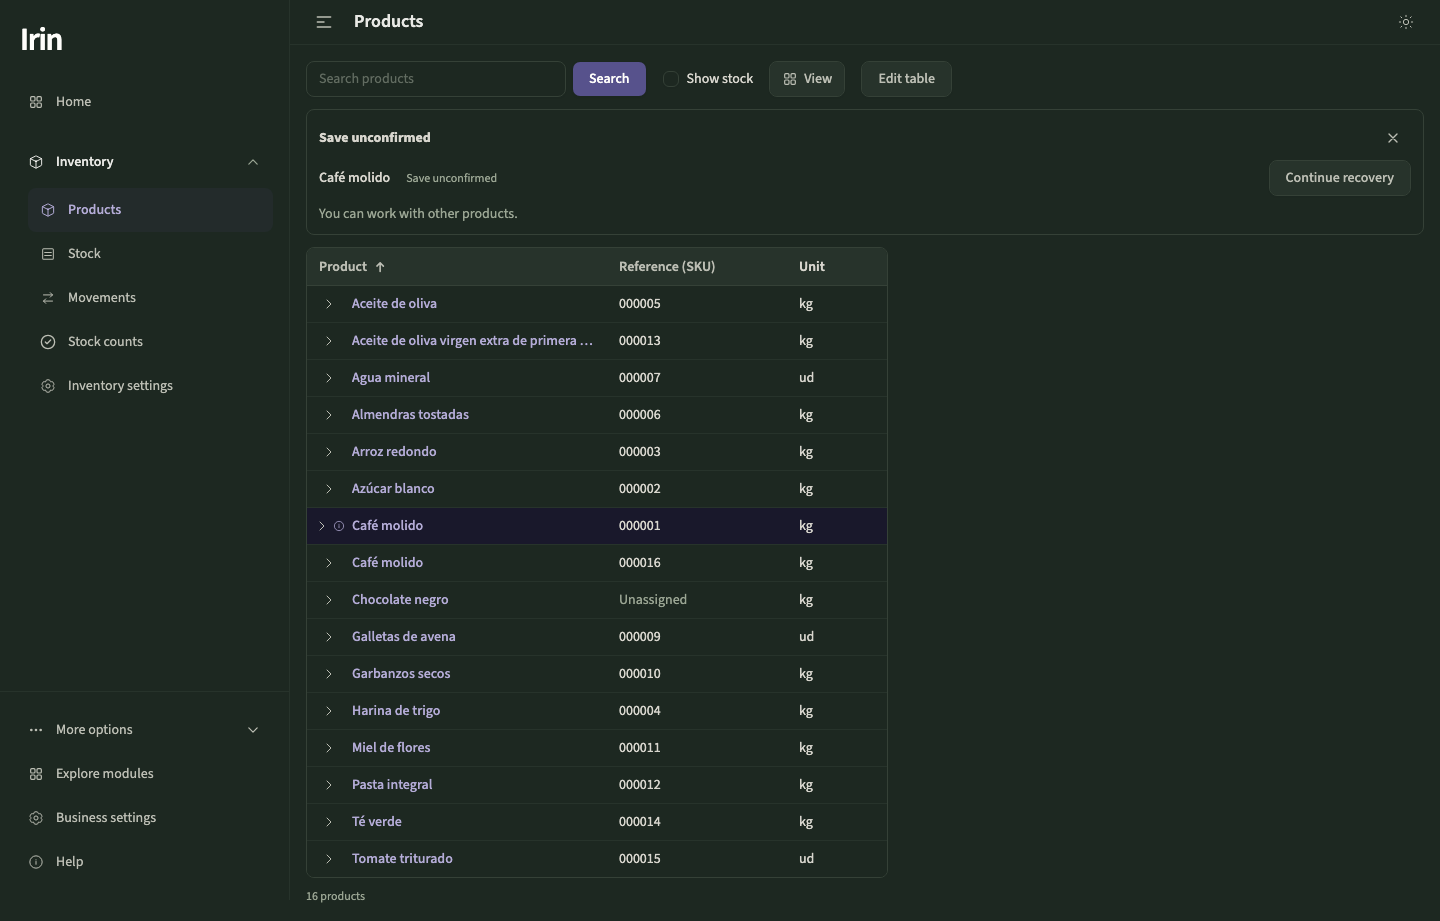 Irin
Home
Inventory
Products
Stock
Movements
Stock counts
Inventory settings
More options
Explore modules
Business settings
Help
Products
Search products
Search
Show stock
View
Edit table
Save unconfirmed
Café molido Save unconfirmed
Continue recovery
You can work with other products.
Product Reference (SKU) Unit
Aceite de oliva 000005 kg
Aceite de oliva virgen extra de primera … 000013 kg
Agua mineral 000007 ud
Almendras tostadas 000006 kg
Arroz redondo 000003 kg
Azúcar blanco 000002 kg
Café molido 000001 kg
Café molido 000016 kg
Chocolate negro Unassigned kg
Galletas de avena 000009 ud
Garbanzos secos 000010 kg
Harina de trigo 000004 kg
Miel de flores 000011 kg
Pasta integral 000012 kg
Té verde 000014 kg
Tomate triturado 000015 ud
16 products